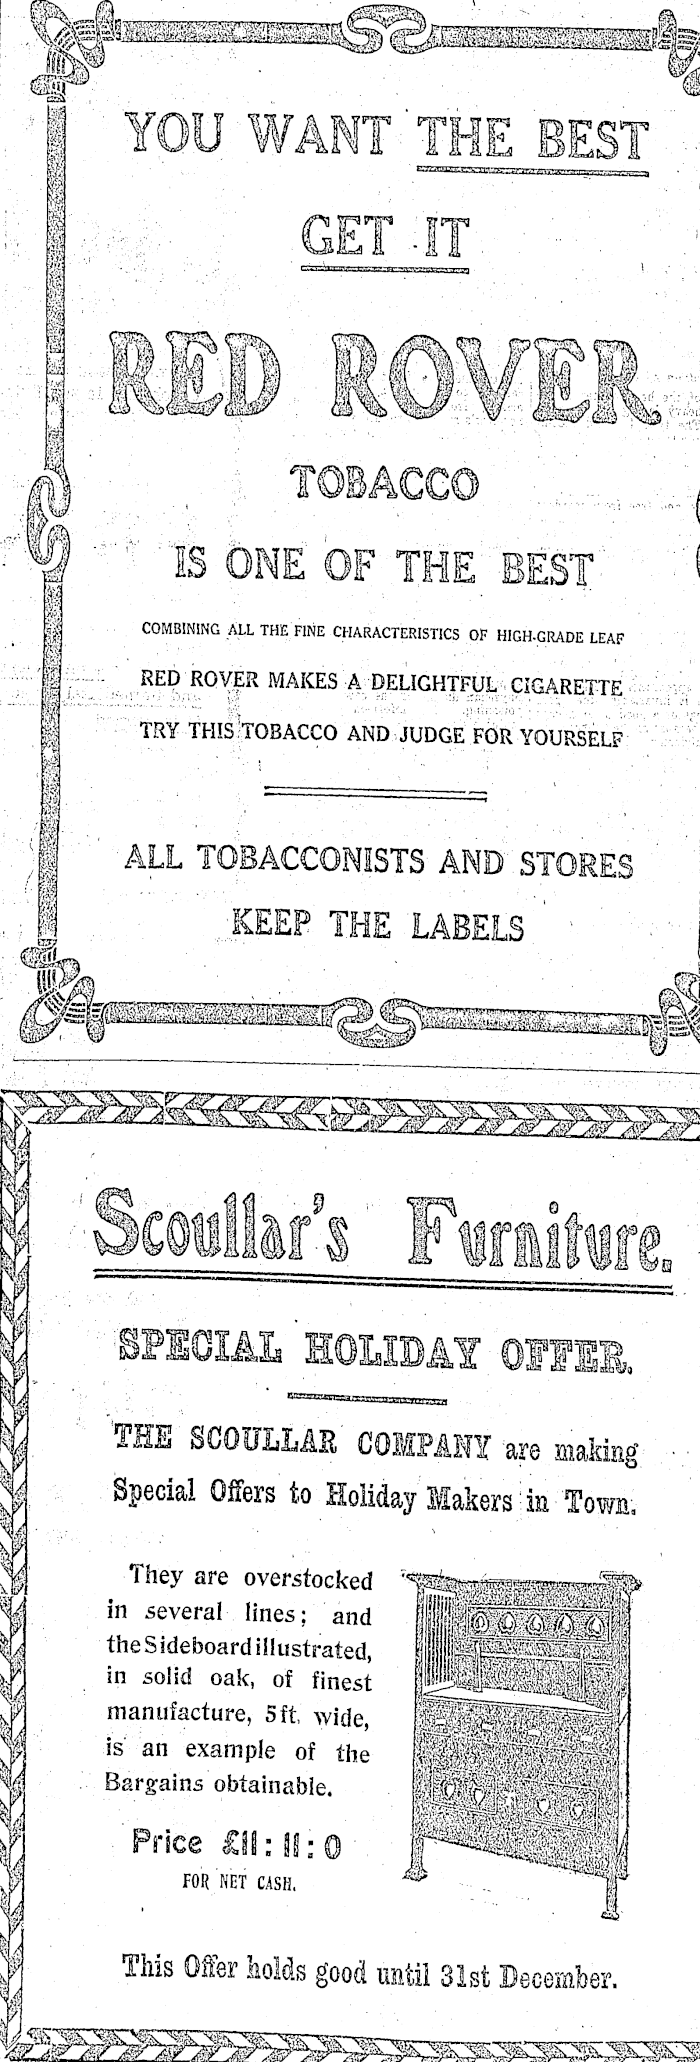 YOU WANT THE BEST
GET IT
RED ROVER
TOBACCO
IS ONE OF THE BEST
COMBINING ALL THE FINE CHARACTERISTICS OF HIGH-GRADE LEAF
RED ROVER MAKES A DELIGHTFUL CIGARETTE
TRY THIS TOBACCO AND JUDGE FOR YOURSELF
ALL TOBACCONISTS AND STORES
KEEP THE LABELS
Scoullar's Furniture.
SPECIAL HOLIDAY OFFER.
THE SCOULLAR COMPANY are making
Special Offers to Holiday Makers in Town.
They are overstocked
in several lines; and
the Sideboard illustrated,
in solid oak, of finest
manufacture, 5ft. wide,
is an example of the
Bargains obtainable.
Price £11:11:0
FOR NET CASH.
This Offer holds good until 31st December.